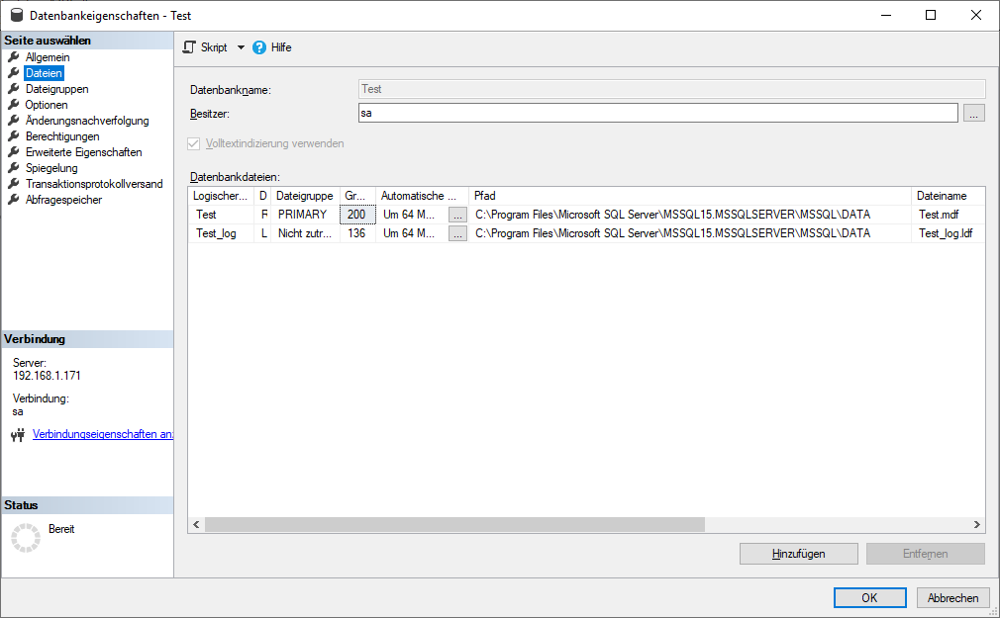 Datenbankeigenschaften - Test
Seite auswählen
Allgemein
Dateien
Dateigruppen
Optionen
Änderungsnachverfolgung
Berechtigungen
Erweiterte Eigenschaften
Spiegelung
Transaktionsprotokollversand
Abfragespeicher
Verbindung
Server:
192.168.1.171
Verbindung:
sa
Verbindungseigenschaften an
Status
Bereit
Skript Hilfe
Datenbankname: Test
Besitzer: sa ...
Volltextindizierung verwenden
Datenbankdateien:
Logischer... D Dateigruppe Gr... Automatische ... Pfad Dateiname
Test R PRIMARY 200 Um 64 M... ... C:\Program Files\Microsoft SQL Server\MSSQL15.MSSQLSERVER\MSSQL\DATA Test.mdf
Test_log L Nicht zutr... 136 Um 64 M... ... C:\Program Files\Microsoft SQL Server\MSSQL15.MSSQLSERVER\MSSQL\DATA Test_log.ldf
Hinzufügen Entfernen
OK Abbrechen